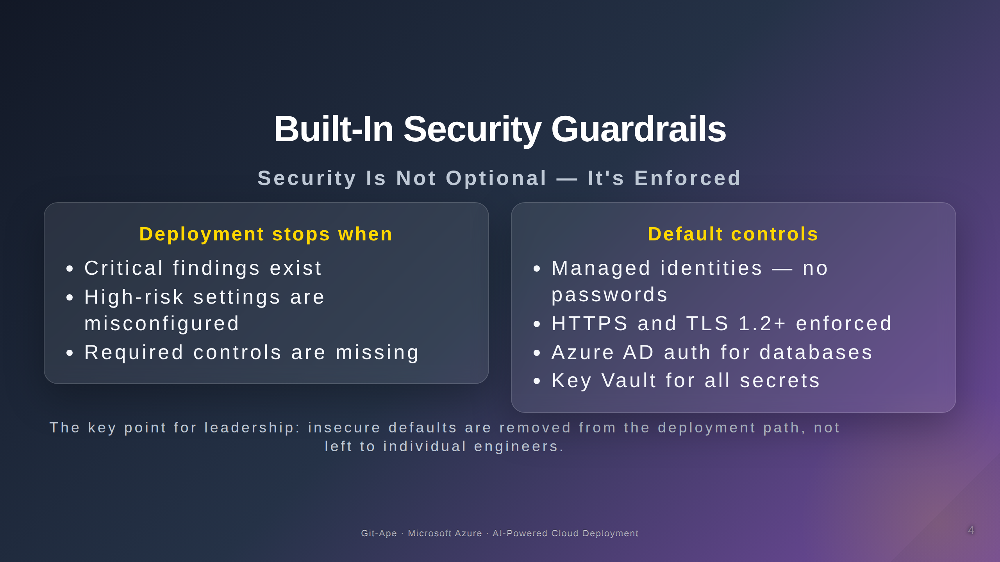 Built-In Security Guardrails
Security Is Not Optional — It's Enforced
Deployment stops when
• Critical findings exist
• High-risk settings are
misconfigured
• Required controls are missing
Default controls
• Managed identities — no
passwords
• HTTPS and TLS 1.2+ enforced
• Azure AD auth for databases
• Key Vault for all secrets
The key point for leadership: insecure defaults are removed from the deployment path, not
left to individual engineers.
Git-Ape · Microsoft Azure · AI-Powered Cloud Deployment
4